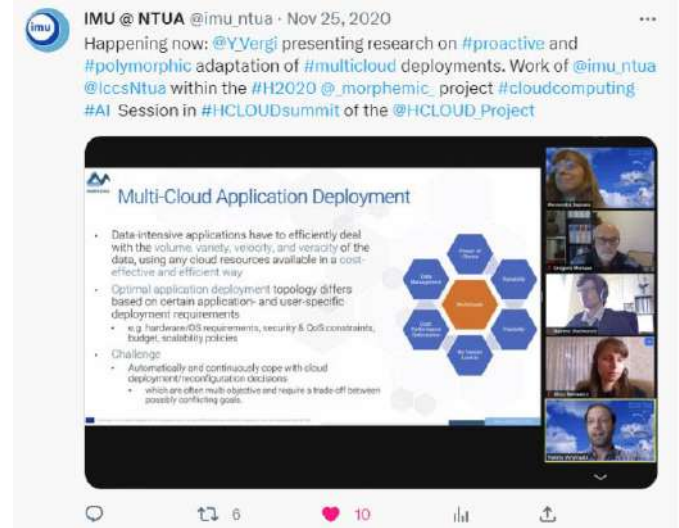 imu
IMU @ NTUA @imu_ntua · Nov 25, 2020
Happening now: @Y_Vergi presenting research on #proactive and
#polymorphic adaptation of #multicloud deployments. Work of @imu_ntua
@IccsNtua within the #H2020 @_morphemic_ project #cloudcomputing
#AI Session in #HCLOUDsummit of the @HCLOUD_Project
Multi-Cloud Application Deployment
• Data-intensive applications have to efficiently deal
with the volume, variety, velocity, and veracity of the
data, using any cloud resources available in a cost-
effective and efficient way
• Optimal application deployment topology differs
based on certain application- and user-specific
deployment requirements
• e.g. hardware/OS requirements, security & QoS constraints,
budget, scalability policies
• Challenge
• Automatically and continuously cope with cloud
deployment/reconfiguration decisions
• which are often multi objective and require a trade off between
possibly conflicting goals.
Data
Management
6
10